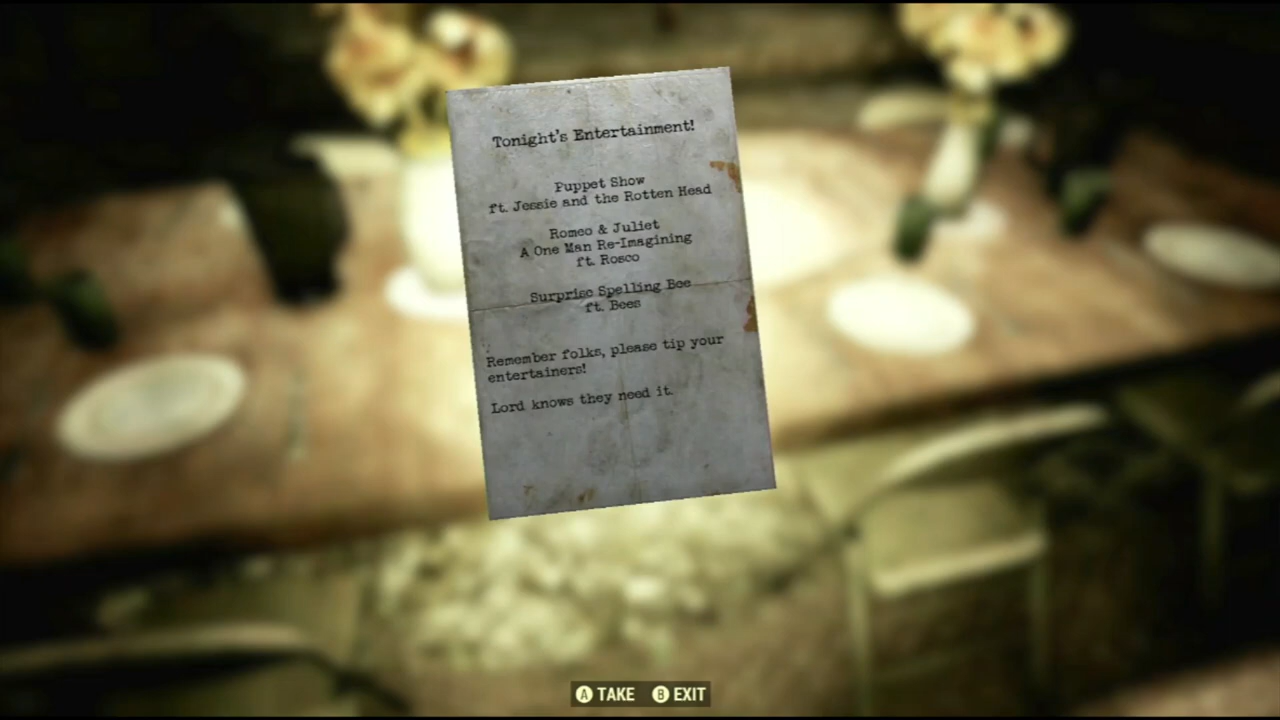 Tonight's Entertainment!
Puppet Show
ft. Jessie and the Rotten Head
Romeo & Juliet
A One Man Re-Imagining
ft. Rosco
Surprise Spelling Bee
ft. Bees
Remember folks, please tip your
entertainers!
Lord knows they need it.
A TAKE B EXIT